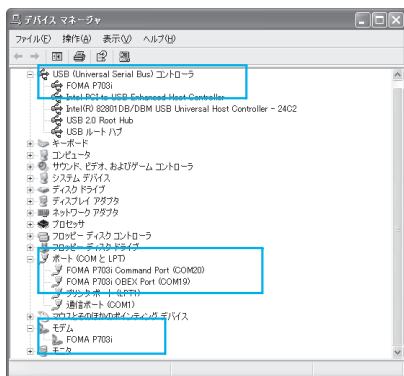 デバイス マネージャ
ファイル(F) 操作(A) 表示(V) ヘルプ(H)
USB (Universal Serial Bus) コントローラ
FOMA P703i
Intel PCI to USB Enhanced Host Controller
Intel(R) 82801DB/DBM USB Universal Host Controller - 24C2
USB 2.0 Root Hub
USB ルート ハブ
キーボード
コンピュータ
サウンド、ビデオ、およびゲーム コントローラ
システム デバイス
ディスク ドライブ
ディスプレイ アダプタ
ネットワーク アダプタ
プロセッサ
フロッピー ディスク コントローラ
フロッピー ディスク ドライブ
ポート (COM と LPT)
FOMA P703i Command Port (COM20)
FOMA P703i OBEX Port (COM19)
プリンタ ポート (LPT1)
通信ポート (COM1)
マウスとそのほかのポインティング デバイス
モデム
FOMA P703i
モニタ